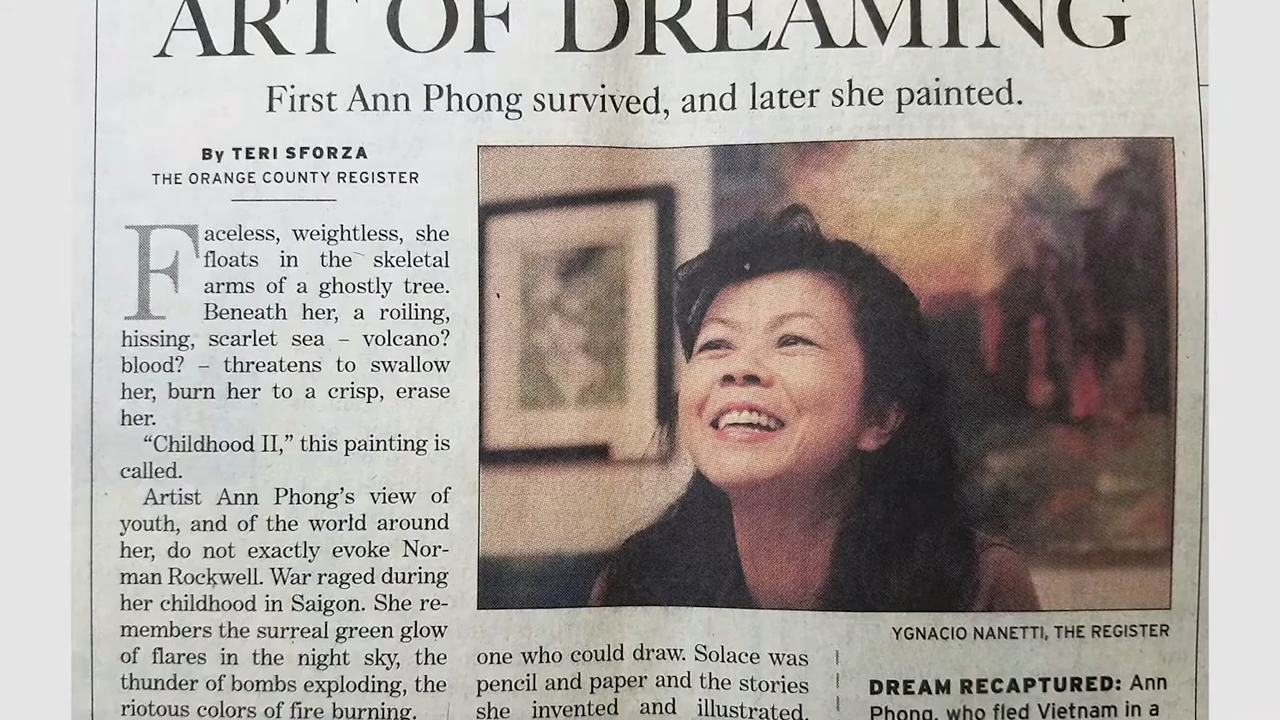 ART OF DREAMING
First Ann Phong survived, and later she painted.
By TERI SFORZA
THE ORANGE COUNTY REGISTER
Faceless, weightless, she
floats in the skeletal
arms of a ghostly tree.
Beneath her, a roiling,
hissing, scarlet sea – volcano?
blood? – threatens to swallow
her, burn her to a crisp, erase
her.
“Childhood II,” this painting is
called.
Artist Ann Phong’s view of
youth, and of the world around
her, do not exactly evoke Nor-
man Rockwell. War raged during
her childhood in Saigon. She re-
members the surreal green glow
of flares in the night sky, the
thunder of bombs exploding, the
riotous colors of fire burning.
YGNACIO NANETTI, THE REGISTER
one who could draw. Solace was
pencil and paper and the stories
she invented and illustrated.
DREAM RECAPTURED: Ann
Phong, who fled Vietnam in a